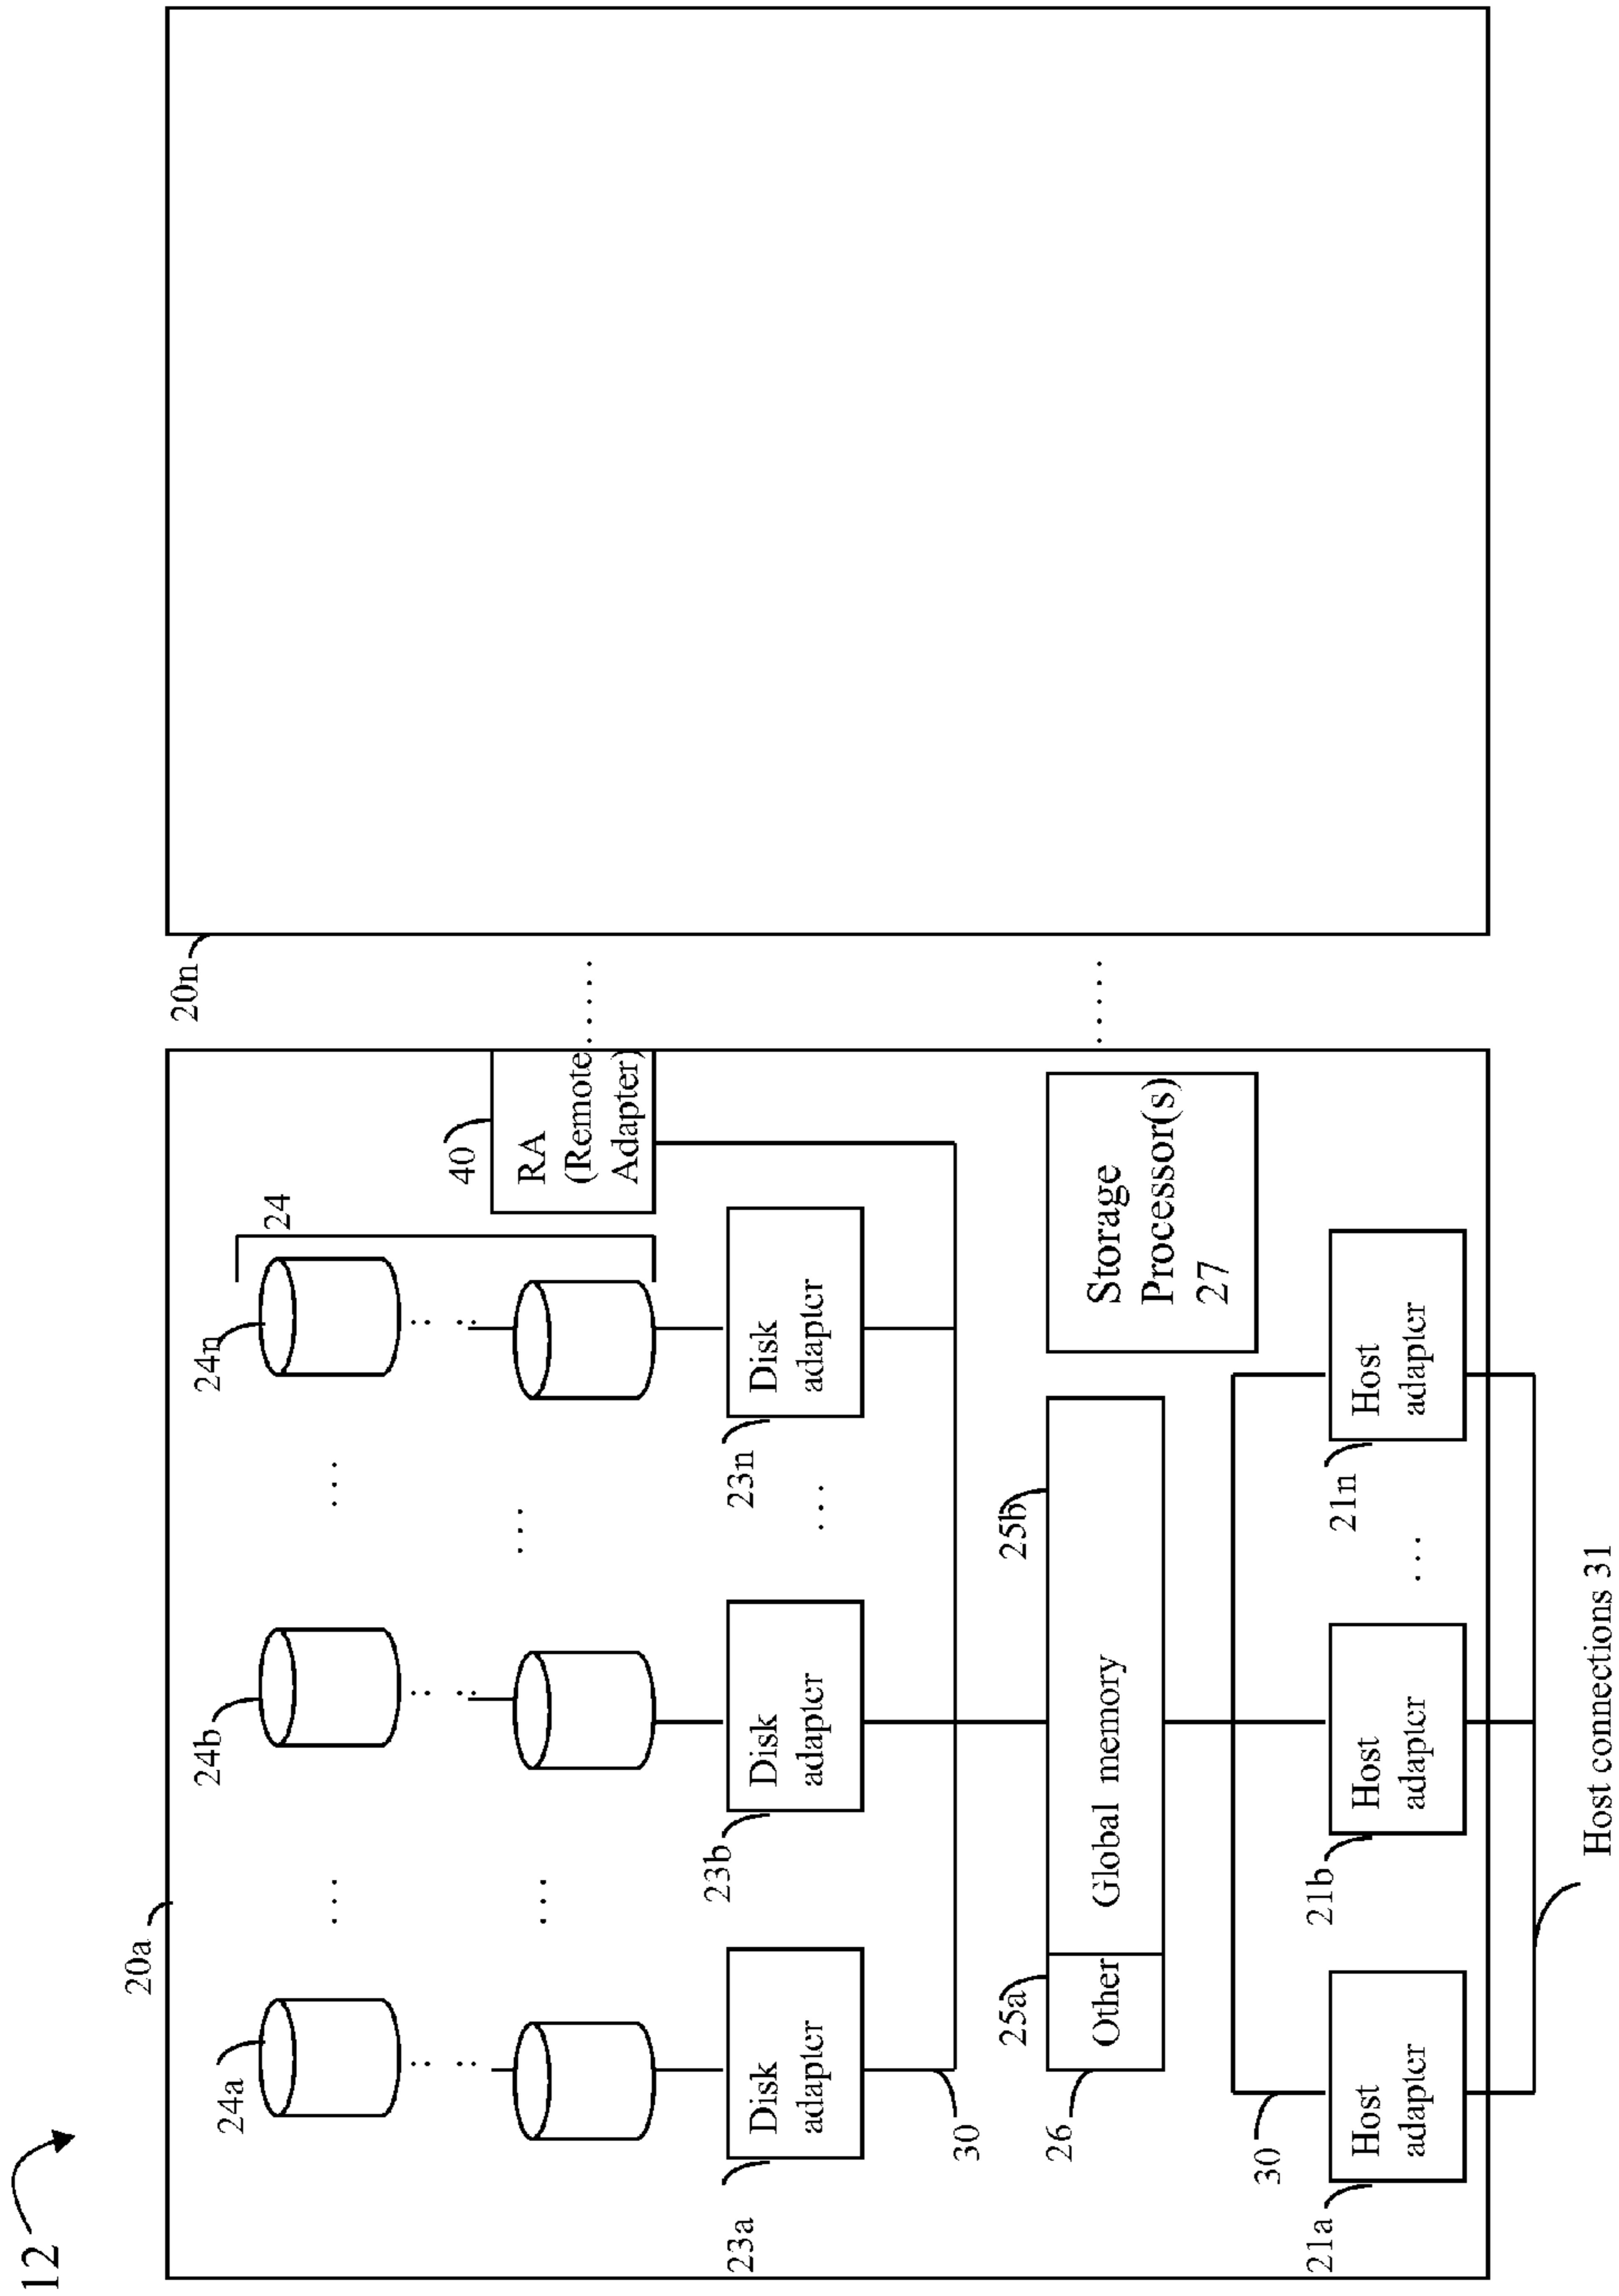 12
20a
20n
24a
24b
24n
24
40
RA
(Remote
Adapter)
23a
Disk
adapter
23b
Disk
adapter
23n
Disk
adapter
30
25a
25b
26
Other
Global memory
Storage
Processor(s)
27
30
21a
Host
adapter
21b
Host
adapter
21n
Host
adapter
Host connections 31